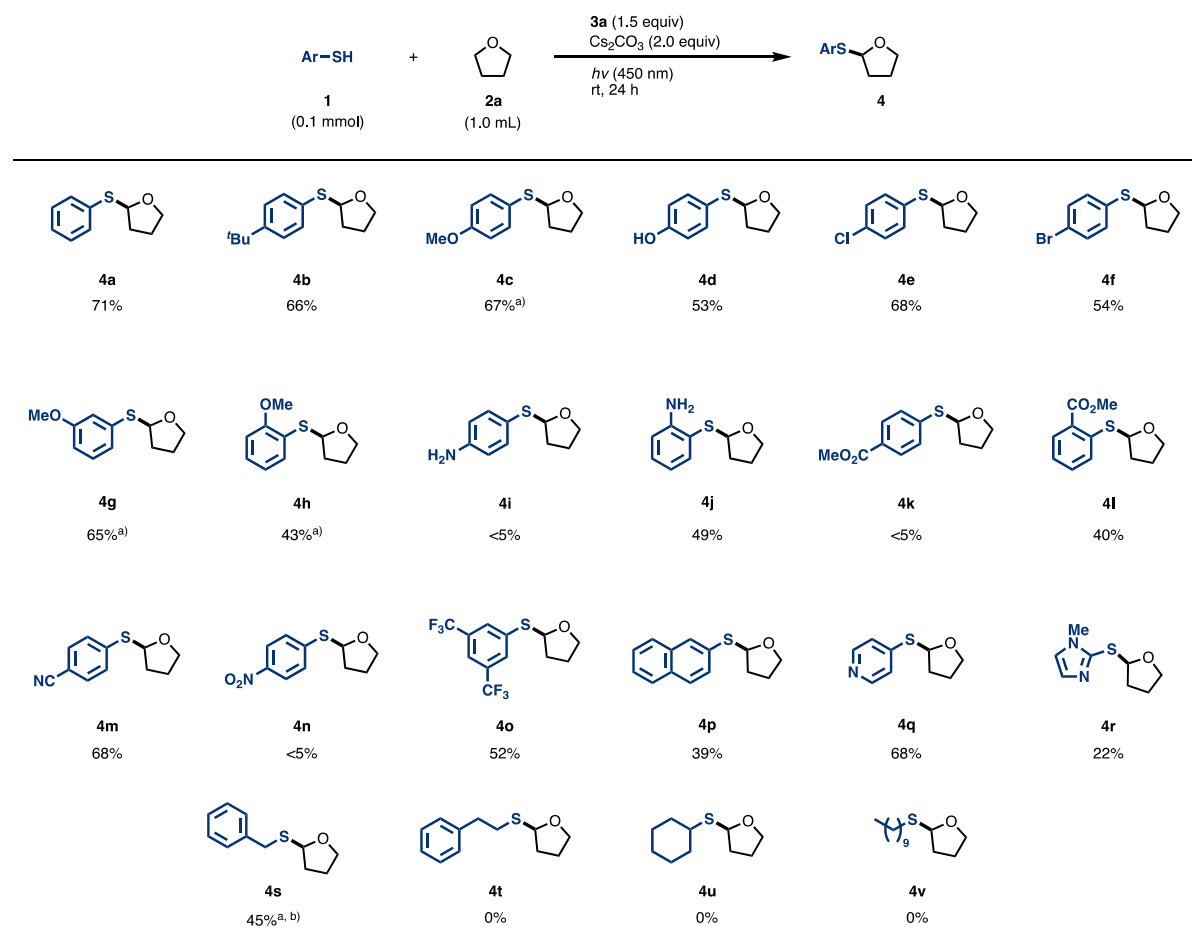 3a (1.5 equiv)
Cs2CO3 (2.0 equiv)
Ar–SH + O ArS O
hv (450 nm)
rt, 24 h
1 2a 4
(0.1 mmol) (1.0 mL)
S O S O S O S O S O S O
tBu MeO HO Cl Br
4a 4b 4c 4d 4e 4f
71% 66% 67%a) 53% 68% 54%
OMe NH2 CO2Me
MeO S O S O S O S O S O S O
H2N MeO2C
4g 4h 4i 4j 4k 4l
65%a) 43%a) <5% 49% <5% 40%
F3C Me
S O S O S O S O S O N S O
NC O2N CF3 N N
4m 4n 4o 4p 4q 4r
68% <5% 52% 39% 68% 22%
S O S O S O ( )9 S O
4s 4t 4u 4v
45%a, b) 0% 0% 0%